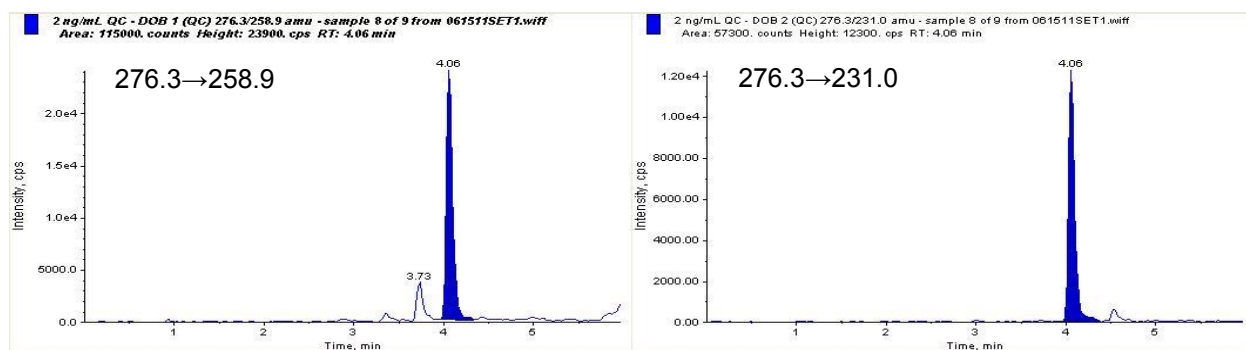 2 ng/mL QC - DOB 1 (QC) 276.3/258.9 amu - sample 8 of 9 from 061511SET1.wiff
Area: 115000. counts Height: 23900. cps RT: 4.06 min
276.3→258.9
4.06
2.0e4
1.5e4
1.0e4
5000.0
0.0
Intensity, cps
3.73
1 2 3 4 5
Time, min
2 ng/mL QC - DOB 2 (QC) 276.3/231.0 amu - sample 8 of 9 from 061511SET1.wiff
Area: 57300. counts Height: 12300. cps RT: 4.06 min
276.3→231.0
4.06
1.20e4
1.00e4
8000.00
6000.00
4000.00
2000.00
0.00
Intensity, cps
1 2 3 4 5
Time, min